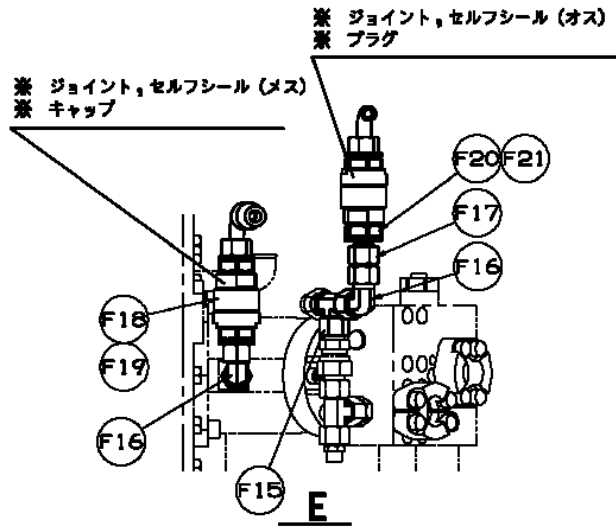 ※ ジョイント,セルフシール(オス)
※ プラグ
※ ジョイント,セルフシール(メス)
※ キャップ
F20 F21
F17
F16
F18
F19
F16
F15
E